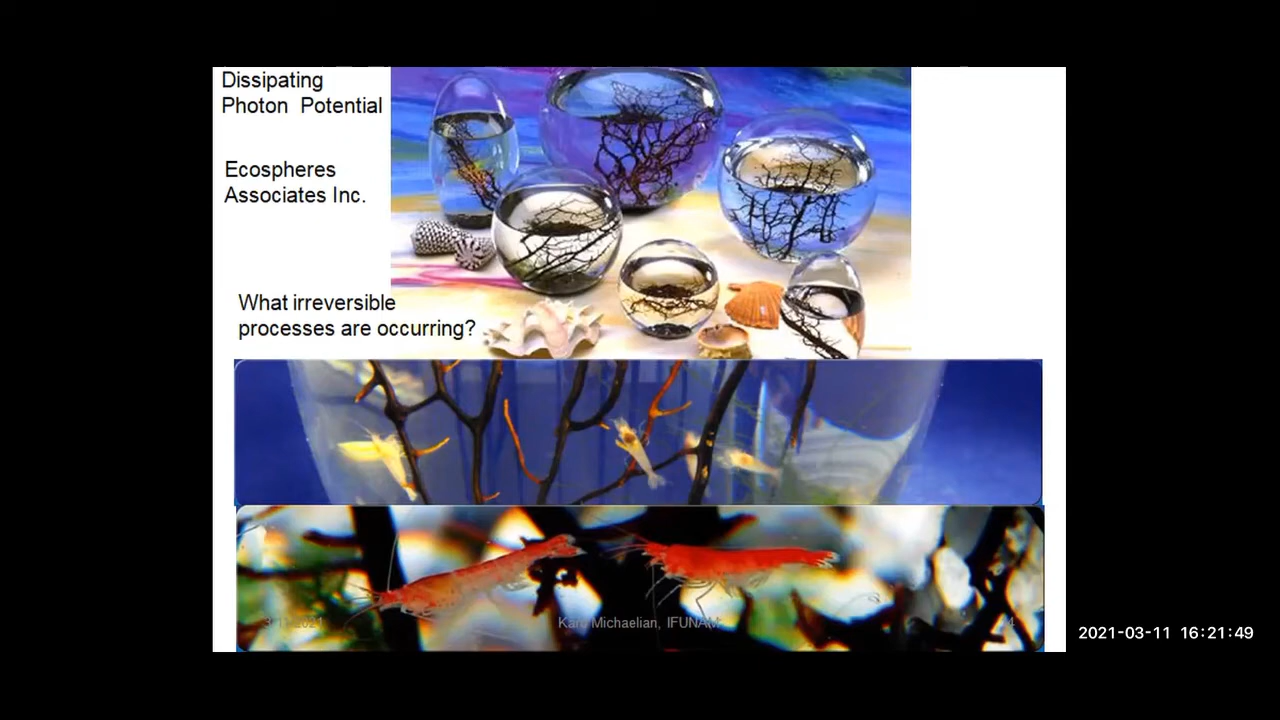 Dissipating
Photon Potential
Ecospheres
Associates Inc.
What irreversible
processes are occurring?
Karo Michaelian, IFUNAM
2021-03-11 16:21:49